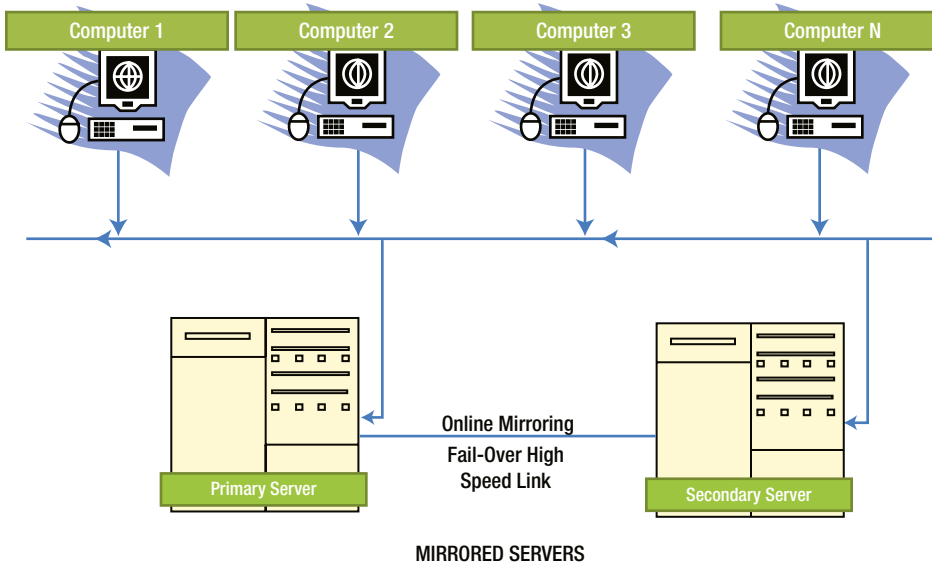 Computer 1
Computer 2
Computer 3
Computer N
Online Mirroring
Fail-Over High
Speed Link
Primary Server
Secondary Server
MIRRORED SERVERS